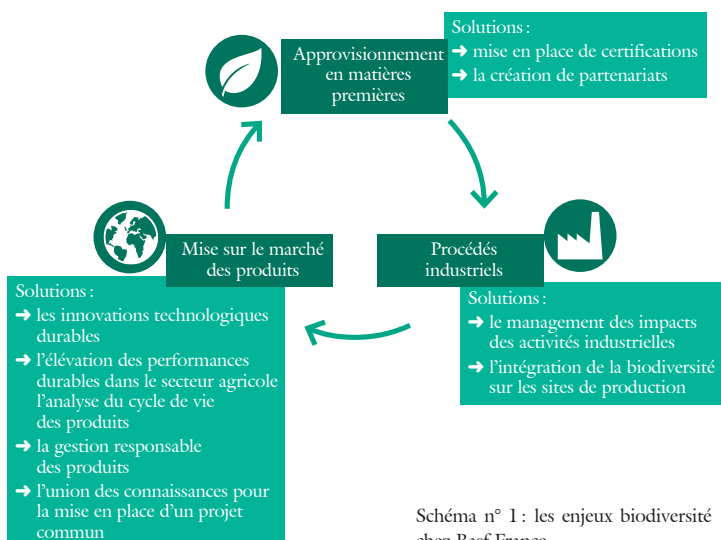 Solutions :
➜ mise en place de certifications
➜ la création de partenariats
Approvisionnement
en matières
premières
Mise sur le marché
des produits
Procédés
industriels
Solutions :
➜ les innovations technologiques
durables
➜ l’élévation des performances
durables dans le secteur agricole
l’analyse du cycle de vie
des produits
➜ la gestion responsable
des produits
➜ l’union des connaissances pour
la mise en place d’un projet
commun
Solutions :
➜ le management des impacts
des activités industrielles
➜ l’intégration de la biodiversité
sur les sites de production
Schéma n° 1 : les enjeux biodiversité
chez Basf France